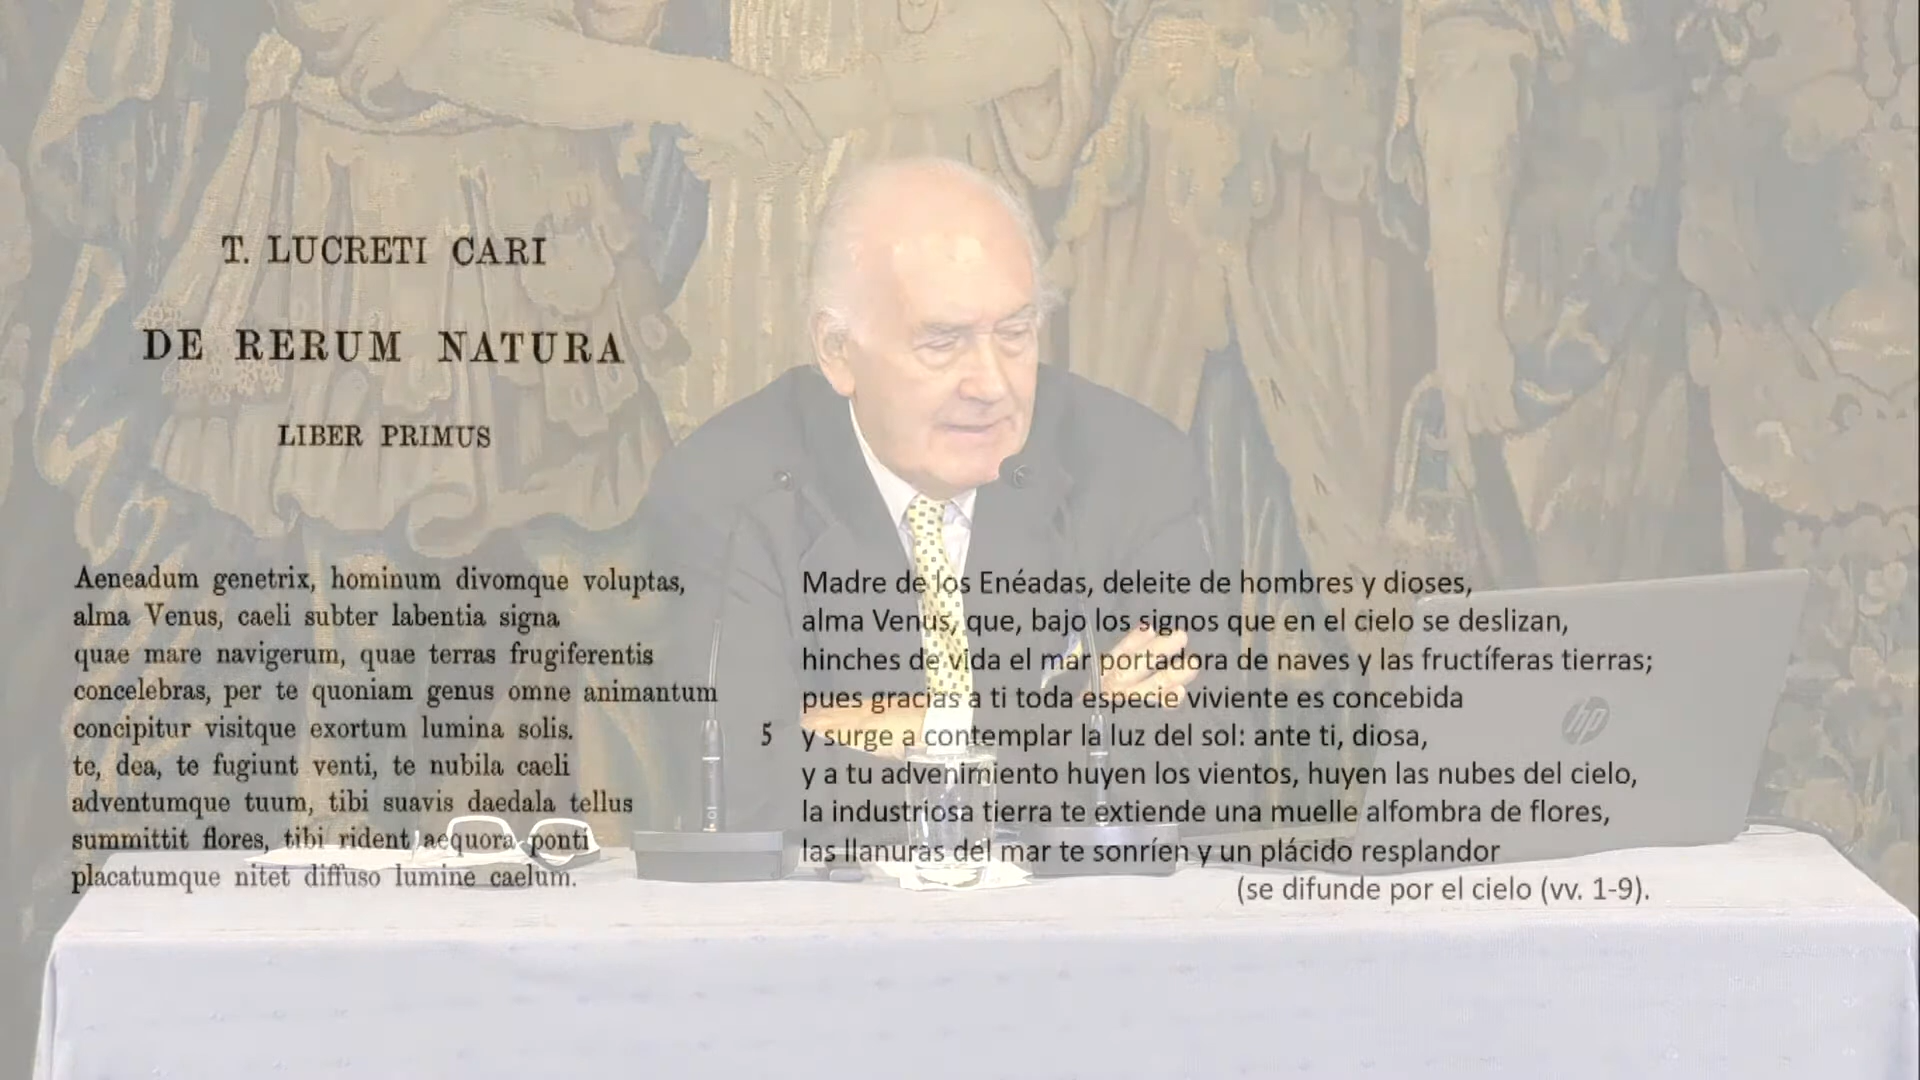 T. LUCRETI CARI
DE RERUM NATURA
LIBER PRIMUS
Aeneadum genetrix, hominum divomque voluptas,
alma Venus, caeli subter labentia signa
quae mare navigerum, quae terras frugiferentis
concelebras, per te quoniam genus omne animantum
concipitur visitque exortum lumina solis.
te, dea, te fugiunt venti, te nubila caeli
adventumque tuum, tibi suavis daedala tellus
summittit flores, tibi rident aequora ponti
placatumque nitet diffuso lumine caelum.
Madre de los Enéadas, deleite de hombres y dioses,
alma Venus, que, bajo los signos que en el cielo se deslizan,
hinches de vida el mar portadora de naves y las fructíferas tierras;
pues gracias a ti toda especie viviente es concebida
5 y surge a contemplar la luz del sol: ante ti, diosa,
y a tu advenimiento huyen los vientos, huyen las nubes del cielo,
la industriosa tierra te extiende una muelle alfombra de flores,
las llanuras del mar te sonríen y un plácido resplandor
(se difunde por el cielo (vv. 1-9).
hp